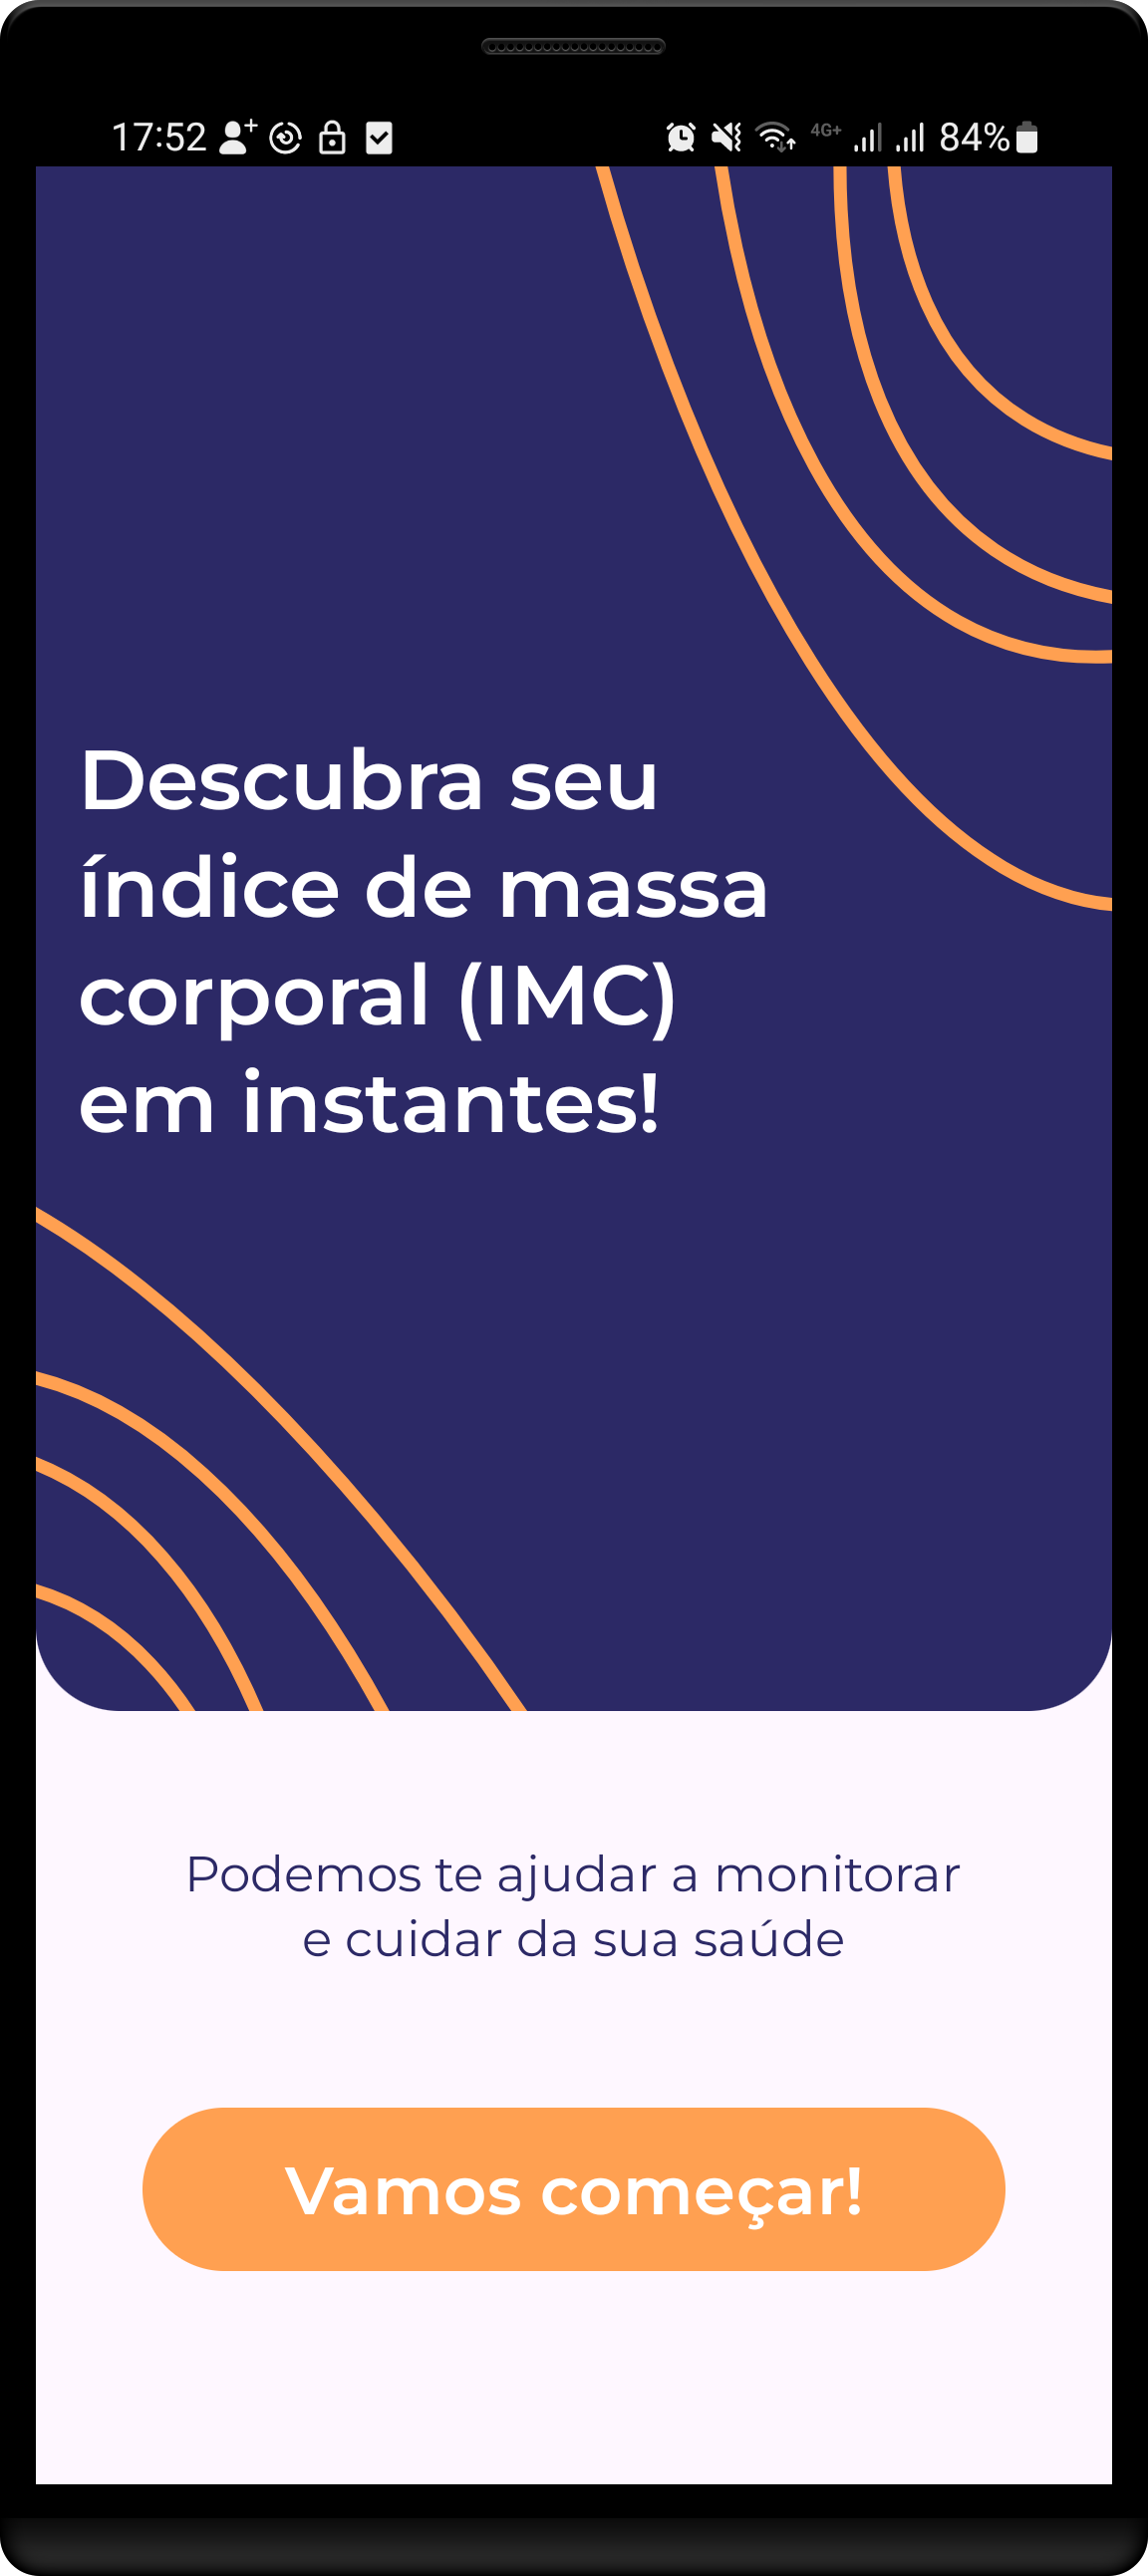 17:52 4G+ 84%
Descubra seu
índice de massa
corporal (IMC)
em instantes!
Podemos te ajudar a monitorar
e cuidar da sua saúde
Vamos começar!